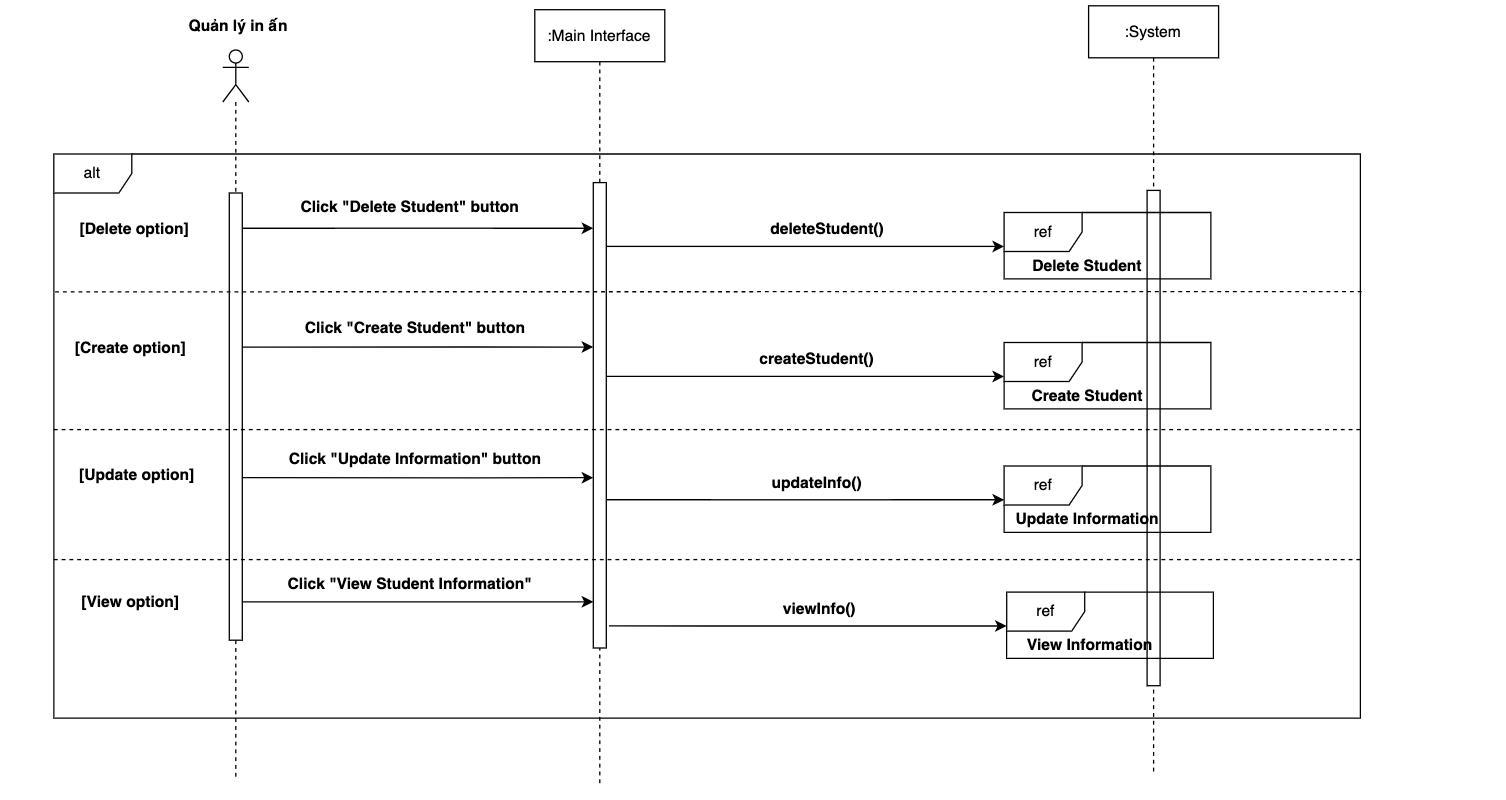 Quản lý in ấn
:Main Interface
:System
alt
[Delete option]
Click "Delete Student" button
deleteStudent()
ref
Delete Student
[Create option]
Click "Create Student" button
createStudent()
ref
Create Student
[Update option]
Click "Update Information" button
updateInfo()
ref
Update Information
[View option]
Click "View Student Information"
viewInfo()
ref
View Information